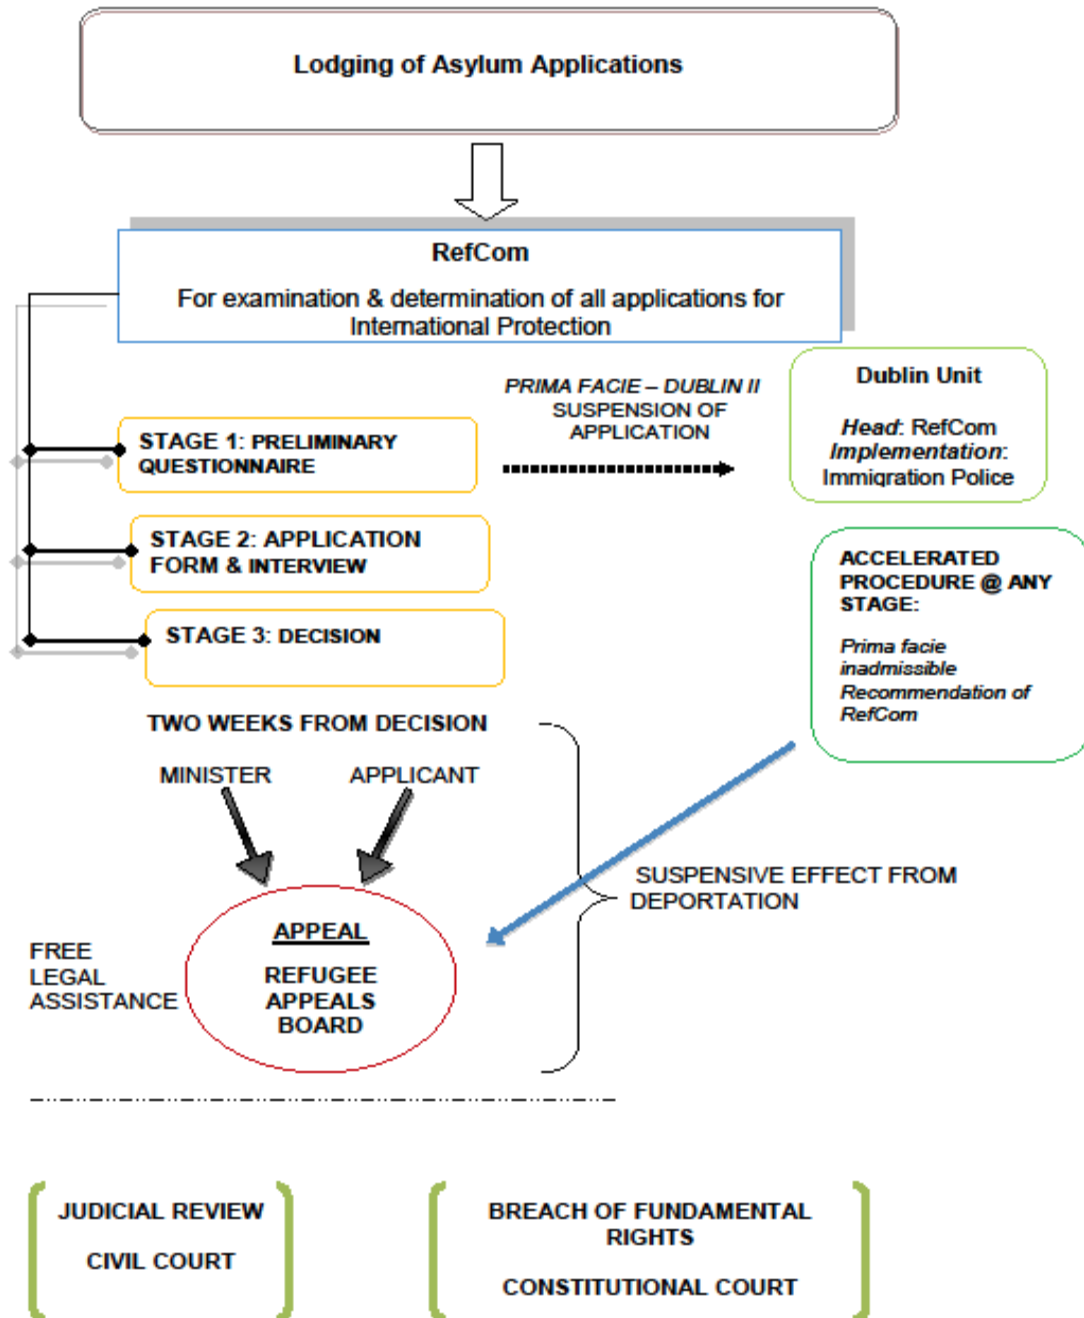 Lodging of Asylum Applications
RefCom
For examination & determination of all applications for
International Protection
PRIMA FACIE – DUBLIN II
SUSPENSION OF
APPLICATION
Dublin Unit
Head: RefCom
Implementation:
Immigration Police
STAGE 1: PRELIMINARY
QUESTIONNAIRE
STAGE 2: APPLICATION
FORM & INTERVIEW
STAGE 3: DECISION
ACCELERATED
PROCEDURE @ ANY
STAGE:
Prima facie
inadmissible
Recommendation of
RefCom
TWO WEEKS FROM DECISION
MINISTER
APPLICANT
SUSPENSIVE EFFECT FROM
DEPORTATION
APPEAL
REFUGEE
APPEALS
BOARD
FREE
LEGAL
ASSISTANCE
JUDICIAL REVIEW
CIVIL COURT
BREACH OF FUNDAMENTAL
RIGHTS
CONSTITUTIONAL COURT